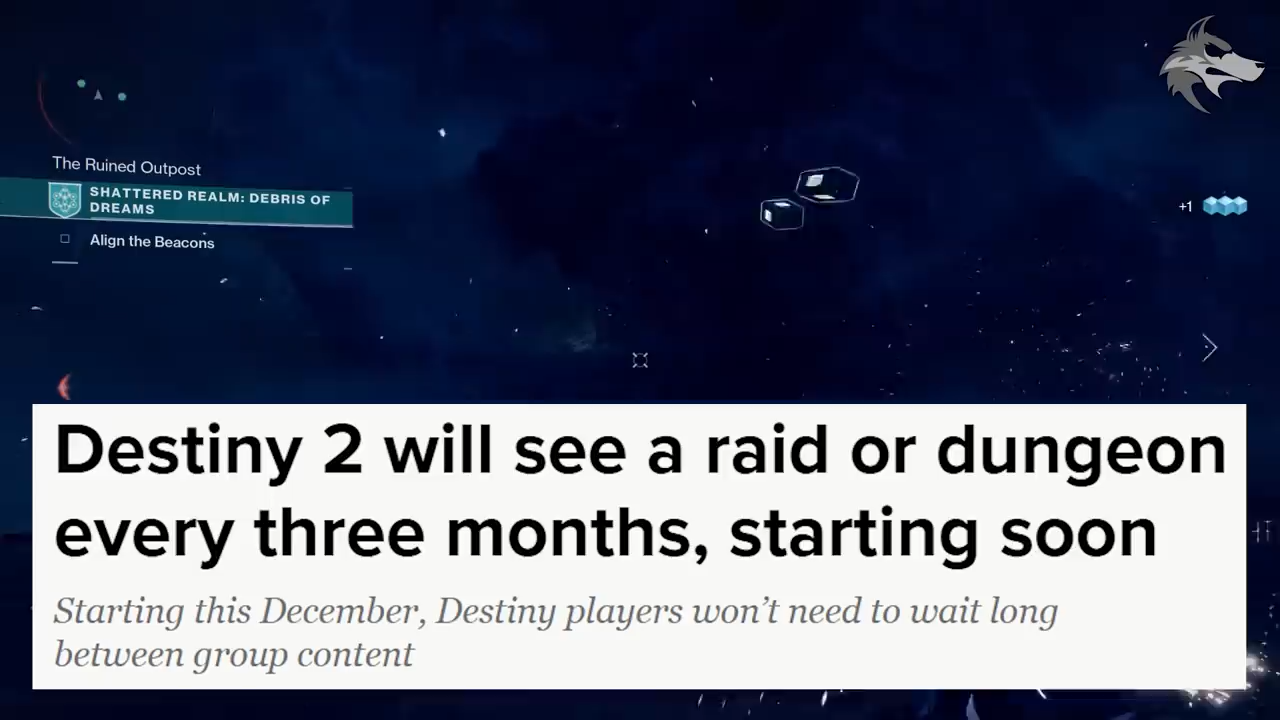 The Ruined Outpost
SHATTERED REALM: DEBRIS OF
DREAMS
Align the Beacons
+1
Destiny 2 will see a raid or dungeon
every three months, starting soon
Starting this December, Destiny players won’t need to wait long
between group content